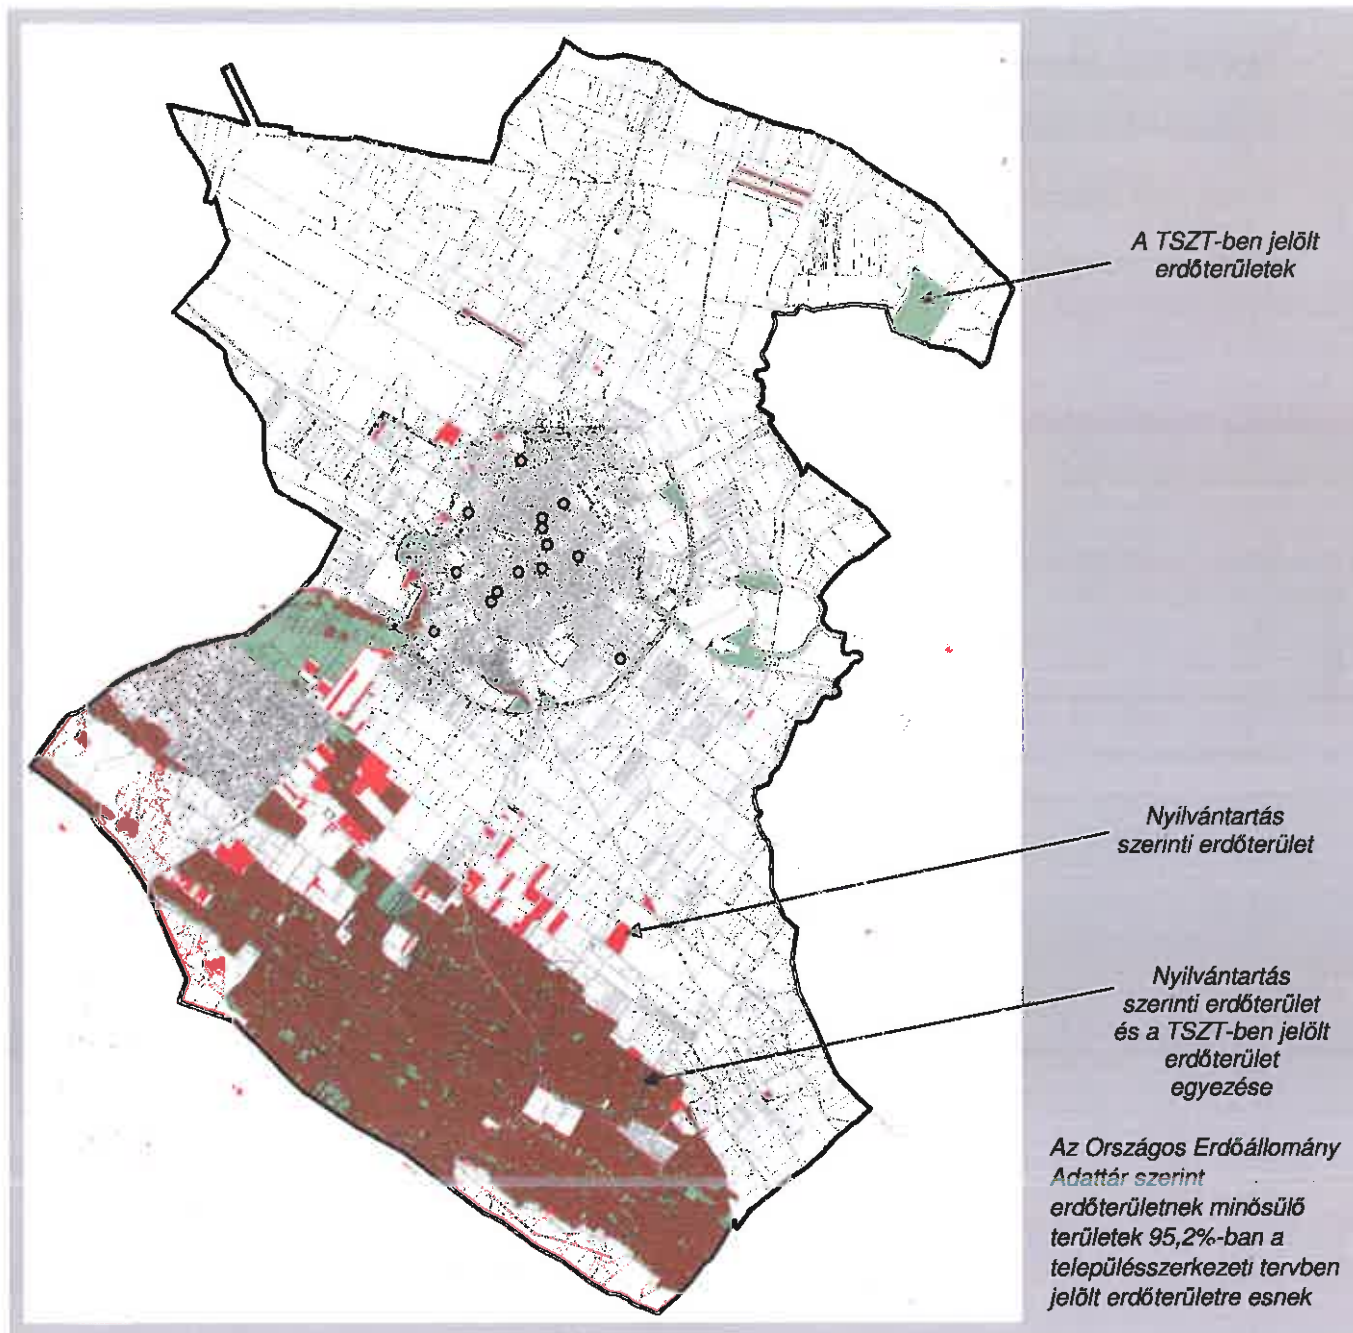 A TSZT-ben jelölt
erdőterületek
Nyilvántartás
szerinti erdőterület
Nyilvántartás
szerinti erdőterület
és a TSZT-ben jelölt
erdőterület
egyezése
Az Országos Erdőállomány
Adattár szerint
erdőterületnek minősülő
területek 95,2%-ban a
településszerkezeti tervben
jelölt erdőterületre esnek